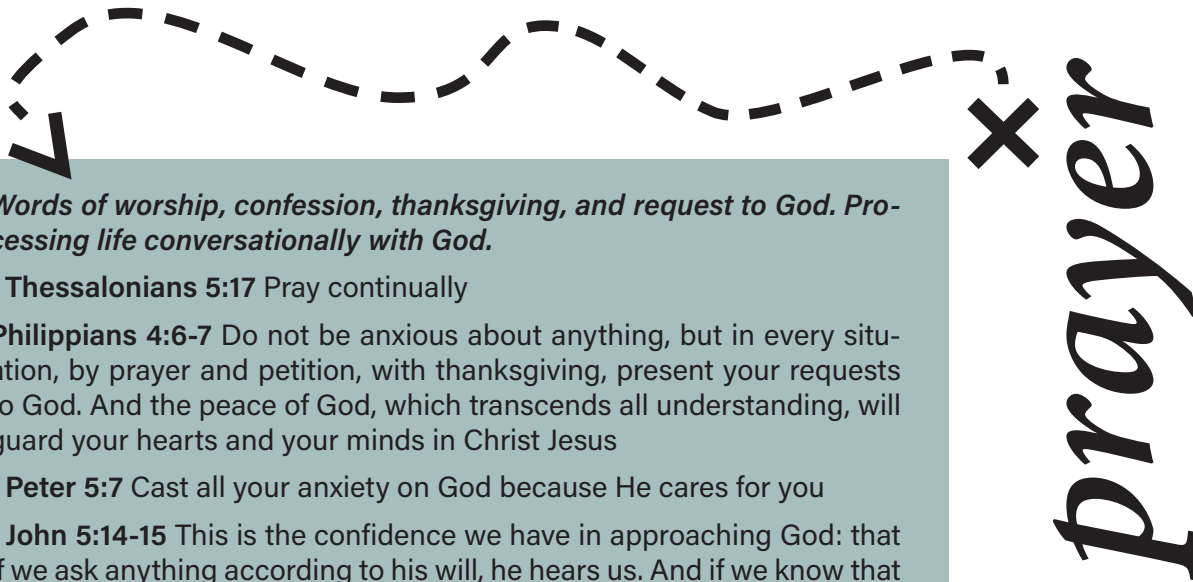 Words of worship, confession, thanksgiving, and request to God. Pro-
cessing life conversationally with God.
Thessalonians 5:17 Pray continually
Philippians 4:6-7 Do not be anxious about anything, but in every situ-
ation, by prayer and petition, with thanksgiving, present your requests
to God. And the peace of God, which transcends all understanding, will
guard your hearts and your minds in Christ Jesus
Peter 5:7 Cast all your anxiety on God because He cares for you
John 5:14-15 This is the confidence we have in approaching God: that
if we ask anything according to his will, he hears us. And if we know that
prayer